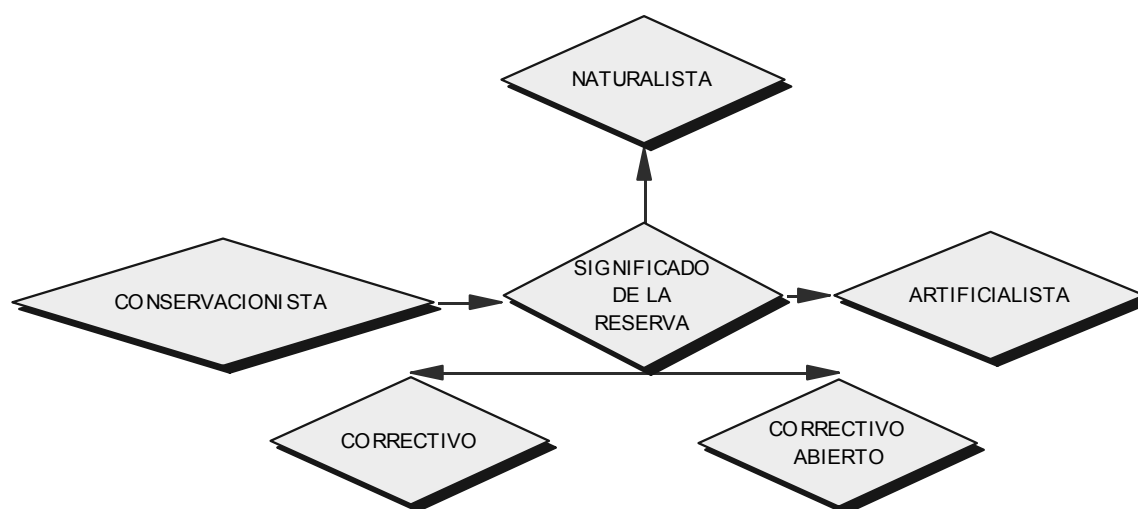 NATURALISTA
CONSERVACIONISTA
SIGNIFICADO
DE LA
RESERVA
ARTIFICIALISTA
CORRECTIVO
CORRECTIVO
ABIERTO